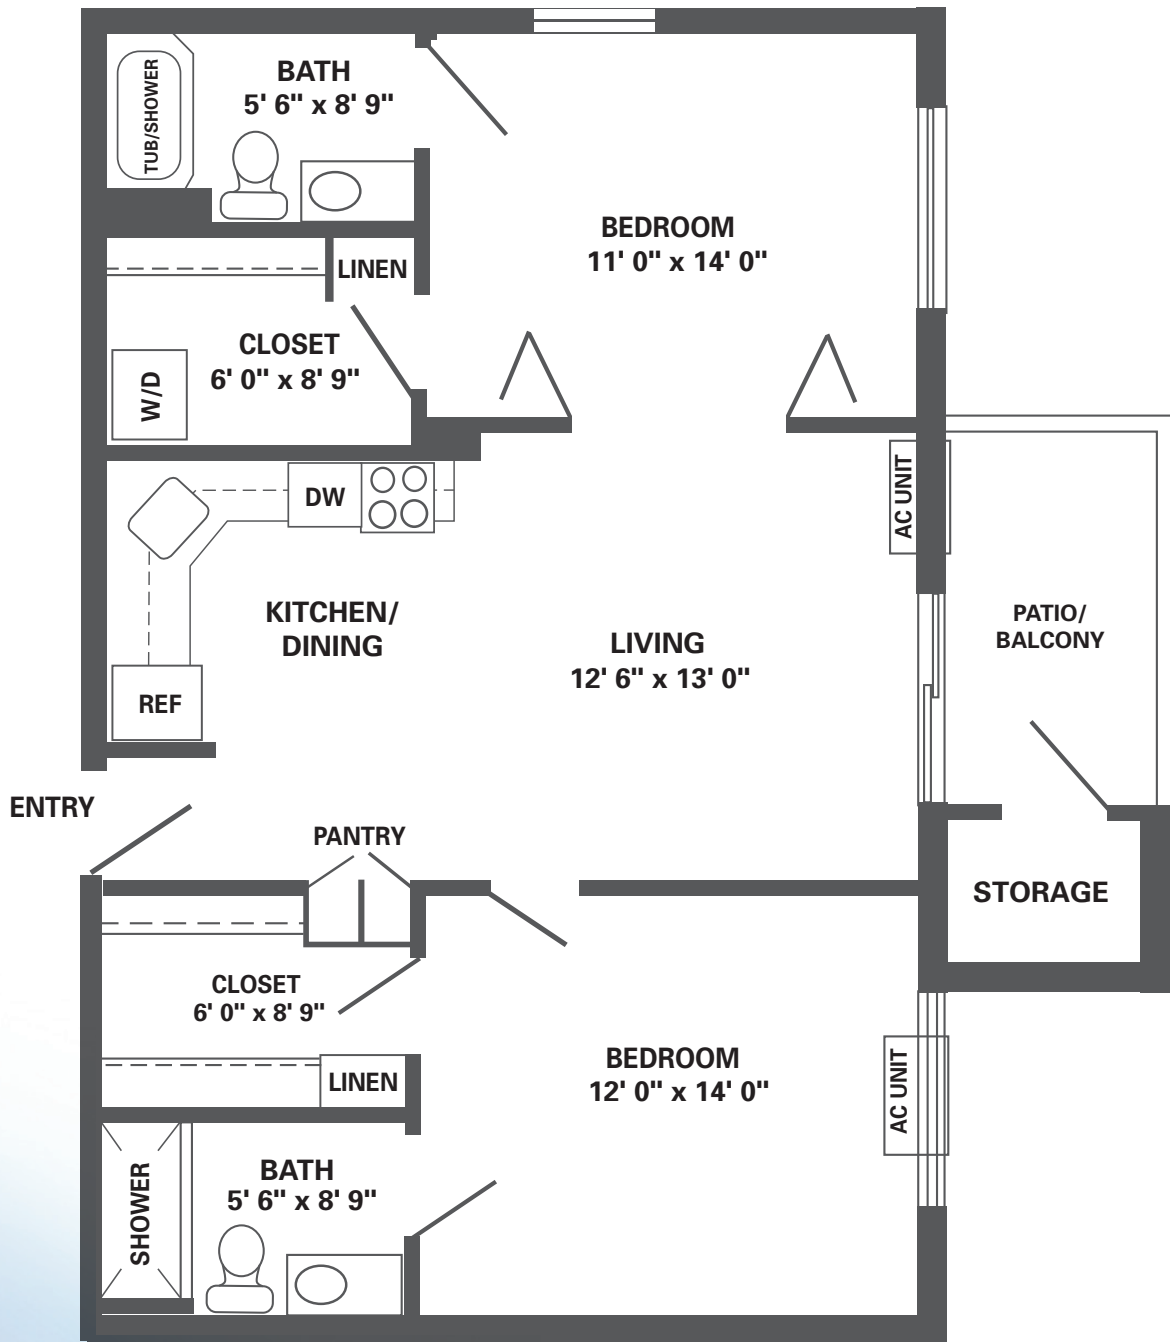 TUB/SHOWER
BATH
5' 6" x 8' 9"
BEDROOM
11' 0" x 14' 0"
LINEN
CLOSET
6' 0" x 8' 9"
W/D
DW
AC UNIT
KITCHEN/
DINING
LIVING
12' 6" x 13' 0"
PATIO/
BALCONY
REF
ENTRY
PANTRY
STORAGE
CLOSET
6' 0" x 8' 9"
BEDROOM
12' 0" x 14' 0"
LINEN
AC UNIT
SHOWER
BATH
5' 6" x 8' 9"